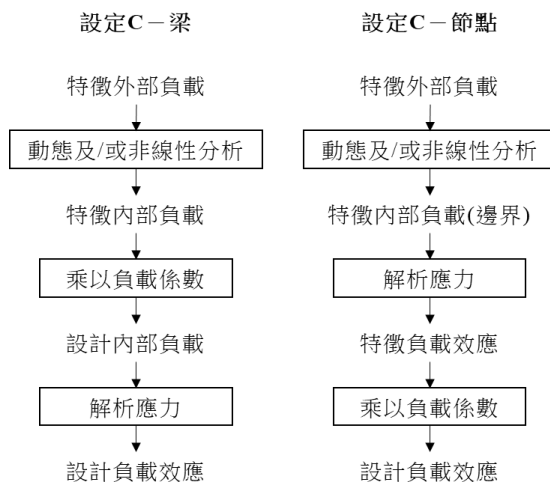 設定C－梁
特徵外部負載
動態及/或非線性分析
特徵內部負載
乘以負載係數
設計內部負載
解析應力
設計負載效應
設定C－節點
特徵外部負載
動態及/或非線性分析
特徵內部負載(邊界)
解析應力
特徵負載效應
乘以負載係數
設計負載效應